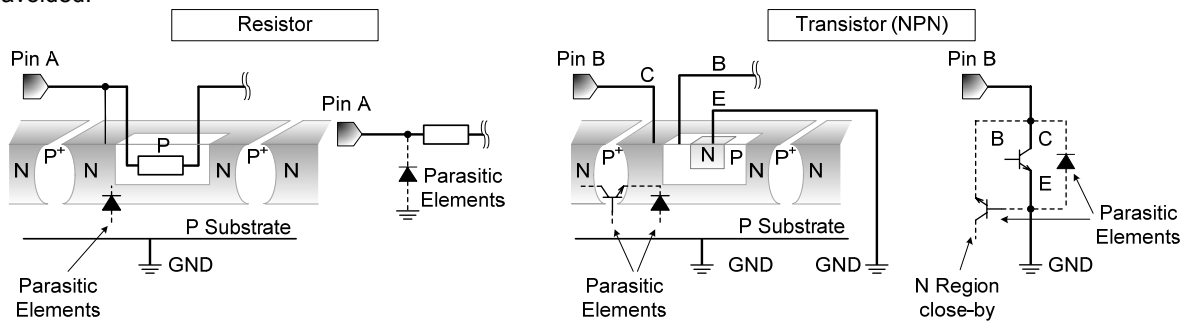 avoided.
Resistor
Transistor (NPN)
Pin A
Pin A
N
P+
N
P
N
P+
N
Parasitic
Elements
P Substrate
GND
Parasitic
Elements
Pin B
C
B
E
N
P+
N
N
P
N
P+
N
P Substrate
GND
GND
Parasitic
Elements
Pin B
B
C
E
Parasitic
Elements
GND
N Region
close-by